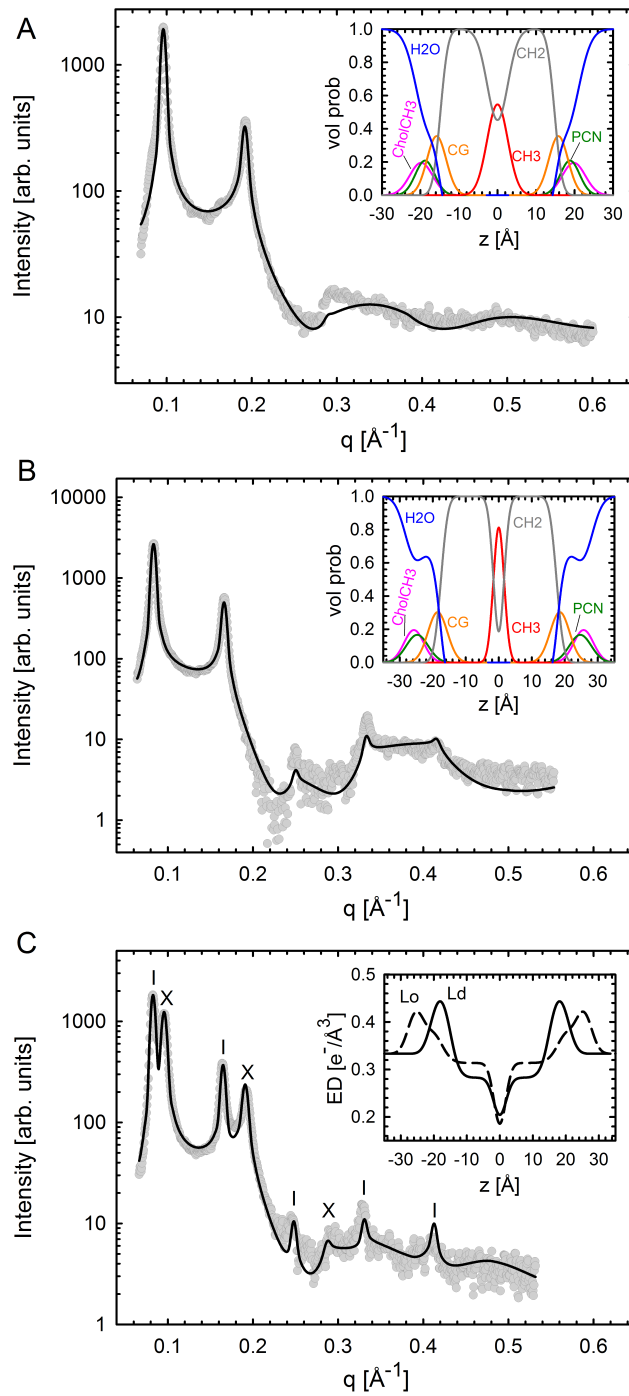 A
Intensity [arb. units]
1000
100
10
0.1 0.2 0.3 0.4 0.5 0.6
q [Å⁻¹]
vol prob
1.0
0.8
0.6
0.4
0.2
0.0
-30 -20 -10 0 10 20 30
z [Å]
H2O
CH2
CholCH3
CG
CH3
PCN
B
Intensity [arb. units]
10000
1000
100
10
1
0.1 0.2 0.3 0.4 0.5 0.6
q [Å⁻¹]
vol prob
1.0
0.8
0.6
0.4
0.2
0.0
-30 -20 -10 0 10 20 30
z [Å]
H2O
CH2
CholCH3
CG
CH3
PCN
C
Intensity [arb. units]
1000
100
10
1
0.1 0.2 0.3 0.4 0.5 0.6
q [Å⁻¹]
I X I X I X I I
ED [e⁻/Å³]
0.5
0.4
0.3
0.2
-30 -20 -10 0 10 20 30
z [Å]
Lo Ld